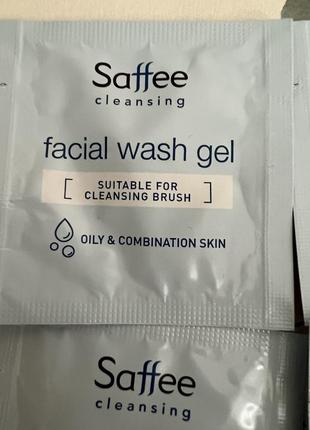 Saffee
cleansing
facial wash gel
SUITABLE FOR
CLEANSING BRUSH
OILY & COMBINATION SKIN
Saffee
cleansing